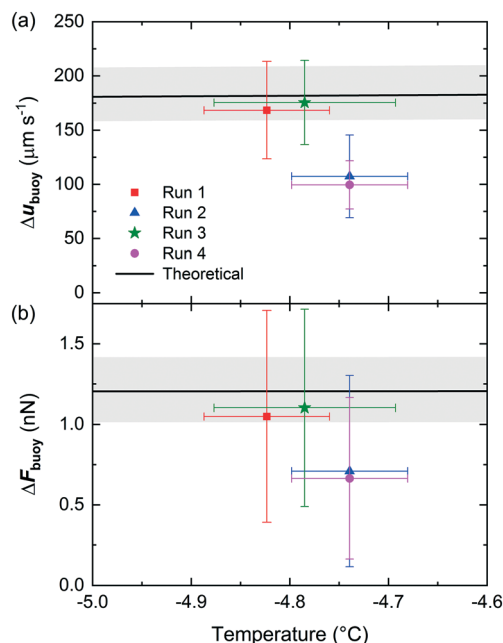 (a)
250
200
150
100
50
0
Δu_buoy (μm s⁻¹)
Run 1
Run 2
Run 3
Run 4
Theoretical
(b)
1.5
1.0
0.5
0.0
ΔF_buoy (nN)
-5.0 -4.9 -4.8 -4.7 -4.6
Temperature (°C)